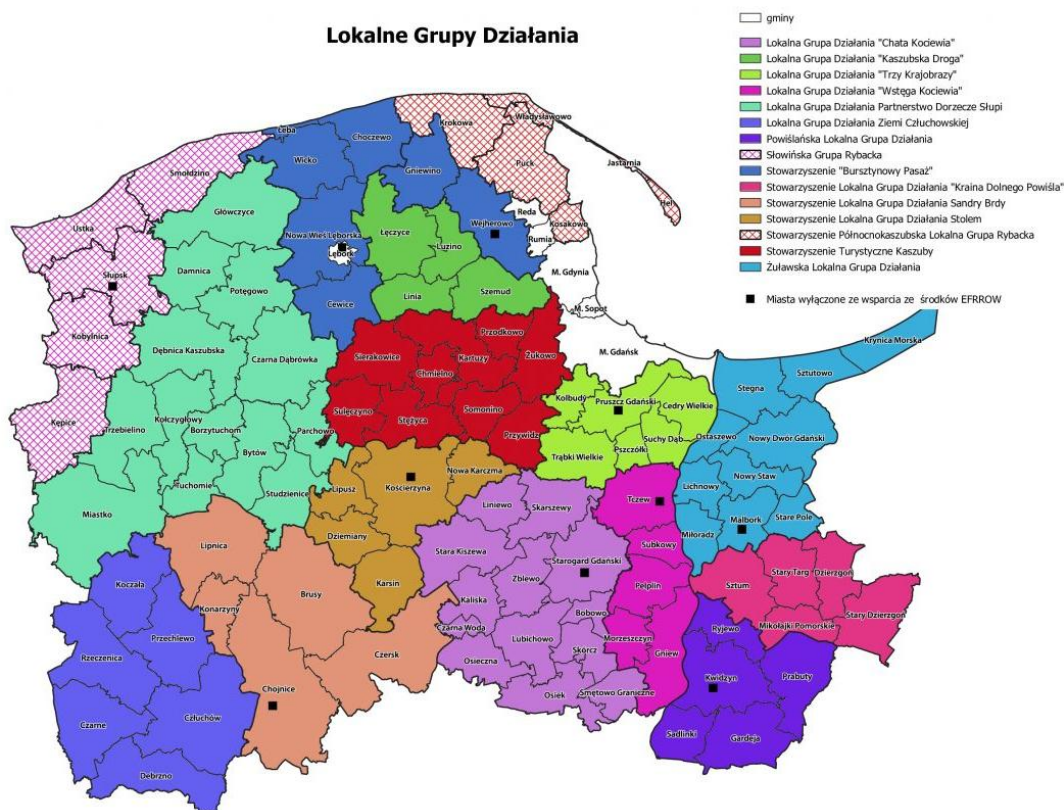 Lokalne Grupy Działania
gminy
Lokalna Grupa Działania "Chata Kociewia"
Lokalna Grupa Działania "Kaszubska Droga"
Lokalna Grupa Działania "Trzy Krajobrazy"
Lokalna Grupa Działania "Wstęga Kociewia"
Lokalna Grupa Działania Partnerstwo Dorzecze Słupi
Lokalna Grupa Działania Ziemi Człuchowskiej
Powiślańska Lokalna Grupa Działania
Słowińska Grupa Rybacka
Stowarzyszenie "Bursztynowy Pasaż"
Stowarzyszenie Lokalna Grupa Działania "Kraina Dolnego Powiśla"
Stowarzyszenie Lokalna Grupa Działania Sandry Brdy
Stowarzyszenie Lokalna Grupa Działania Stolem
Stowarzyszenie Północnokaszubska Lokalna Grupa Rybacka
Stowarzyszenie Turystyczne Kaszuby
Żuławska Lokalna Grupa Działania
Miasta wyłączone ze wsparcia ze środków EFRROW
Krokowa
Władysławowo
Łeba
Choczewo
Wicko
Puck
Jastarnia
Gniewino
Smołdzino
Hel
Główczyce
Reda
Kosakowo
Wejherowo
Ustka
Nowa Wieś Lęborska
Łęczyce
Luzino
Rumia
Lębork
Damnica
Słupsk
M. Gdynia
Potęgowo
Cewice
Linia
Szemud
M. Sopot
Kobylnica
Przodkowo
Krynica Morska
Dębnica Kaszubska
Czarna Dąbrówka
Sierakowice
Kartuzy
Żukowo
M. Gdańsk
Chmielno
Sztutowo
Stegna
Kępice
Kolbudy
Pruszcz Gdański
Cedry Wielkie
Trzebielino
Kołczygłowy
Borzytuchom
Parchowo
Sulęczyno
Stężyca
Somonino
Przywidz
Suchy Dąb
Ostaszewo
Nowy Dwór Gdański
Bytów
Trąbki Wielkie
Pszczółki
Nowa Karczma
Miastko
Tuchomie
Studzienice
Lipusz
Kościerzyna
Lichnowy
Nowy Staw
Liniewo
Skarszewy
Tczew
Malbork
Stare Pole
Dziemiany
Miłoradz
Lipnica
Stara Kiszewa
Subkowy
Starogard Gdański
Koczała
Karsin
Zblewo
Pelplin
Sztum
Stary Targ
Dzierzgoń
Brusy
Konarzyny
Kaliska
Bobowo
Stary Dzierzgoń
Przechlewo
Czarna Woda
Lubichowo
Morzeszczyn
Ryjewo
Mikołajki Pomorskie
Rzeczenica
Czersk
Osieczna
Skórcz
Gniew
Chojnice
Osiek
Smętowo Graniczne
Kwidzyn
Prabuty
Człuchów
Czarne
Sadlinki
Gardeja
Debrzno